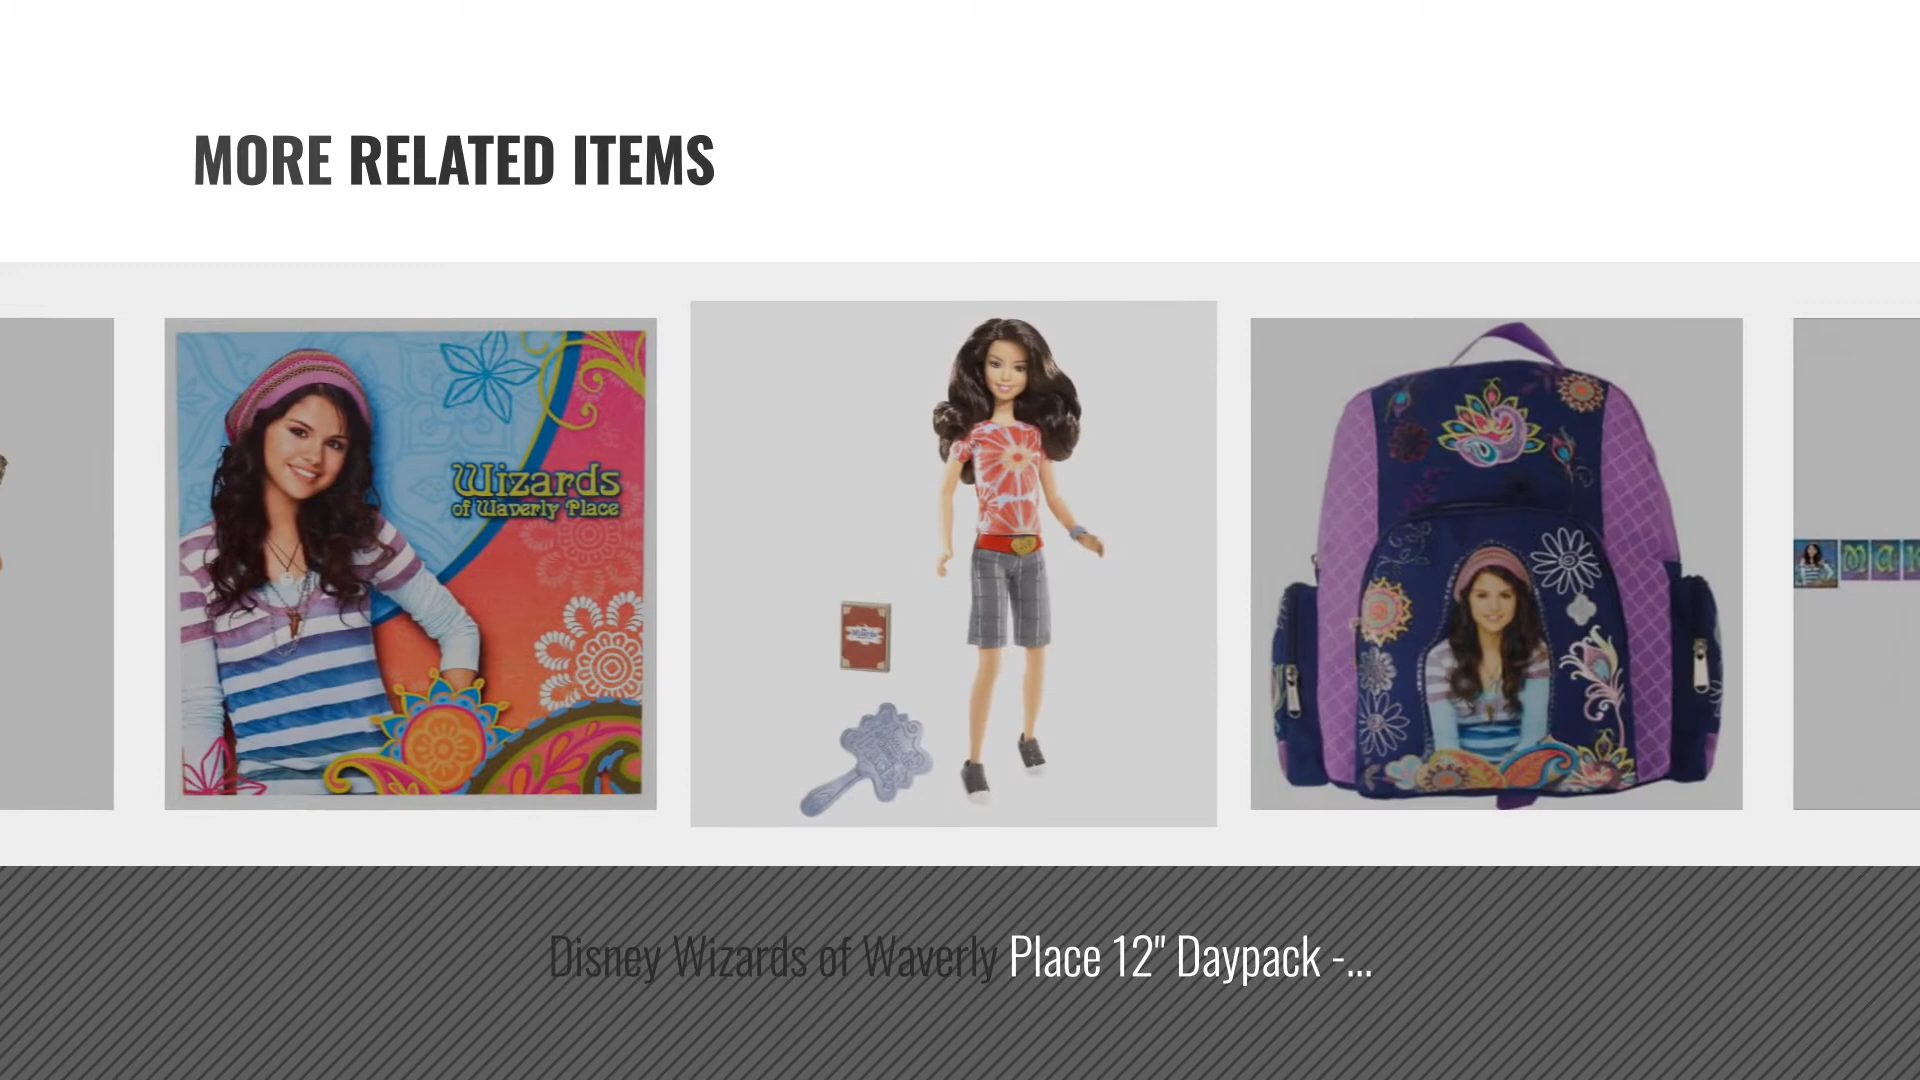 MORE RELATED ITEMS
Wizards
of Waverly Place
Disney Wizards of Waverly Place 12" Daypack -...